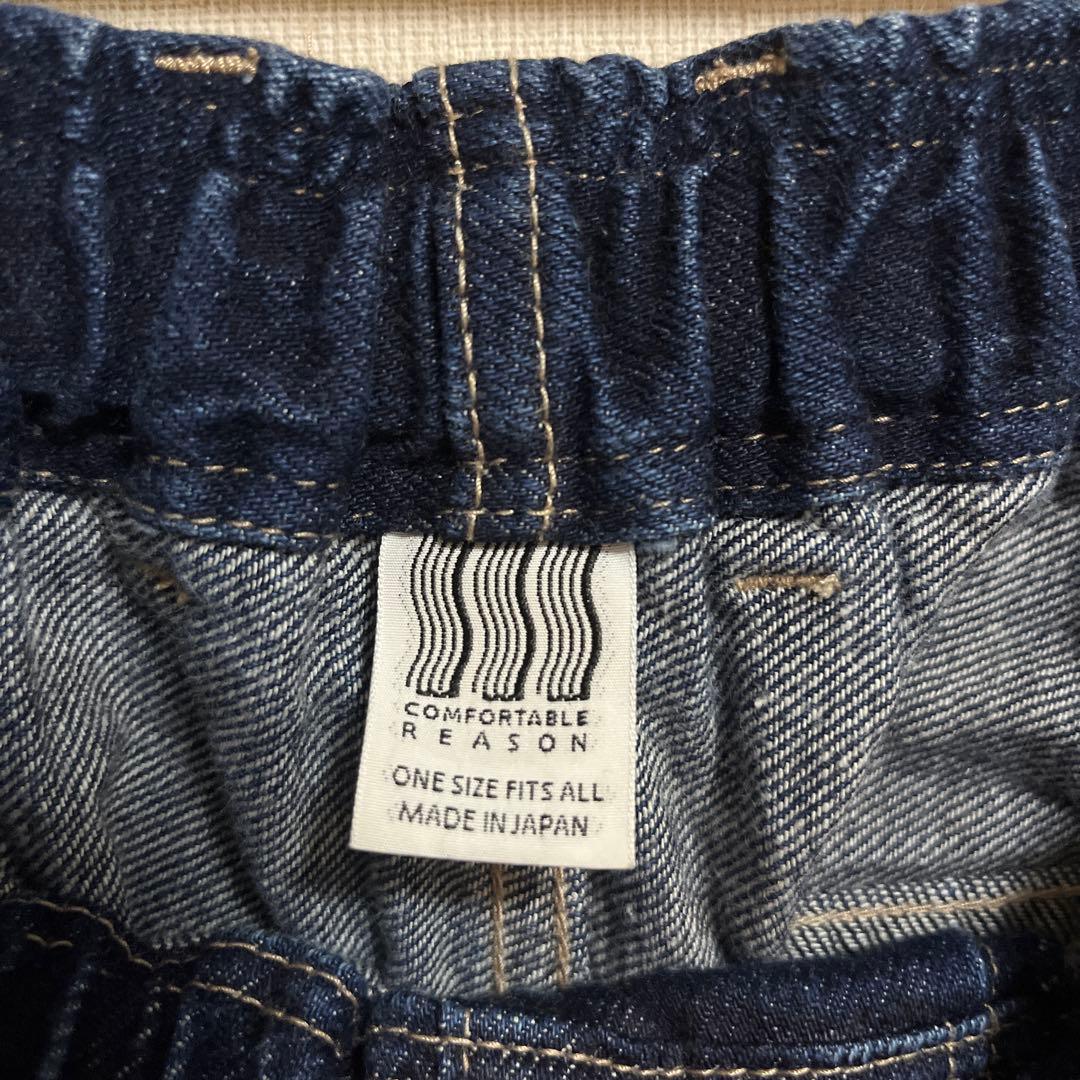 COMFORTABLE
REASON
ONE SIZE FITS ALL
MADE IN JAPAN